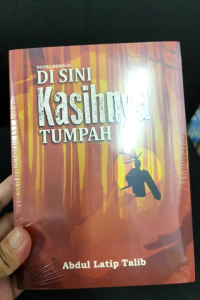 NOVEL REMAJA
DI SINI
Kasihnya
TUMPAH
Abdul Latip Talib